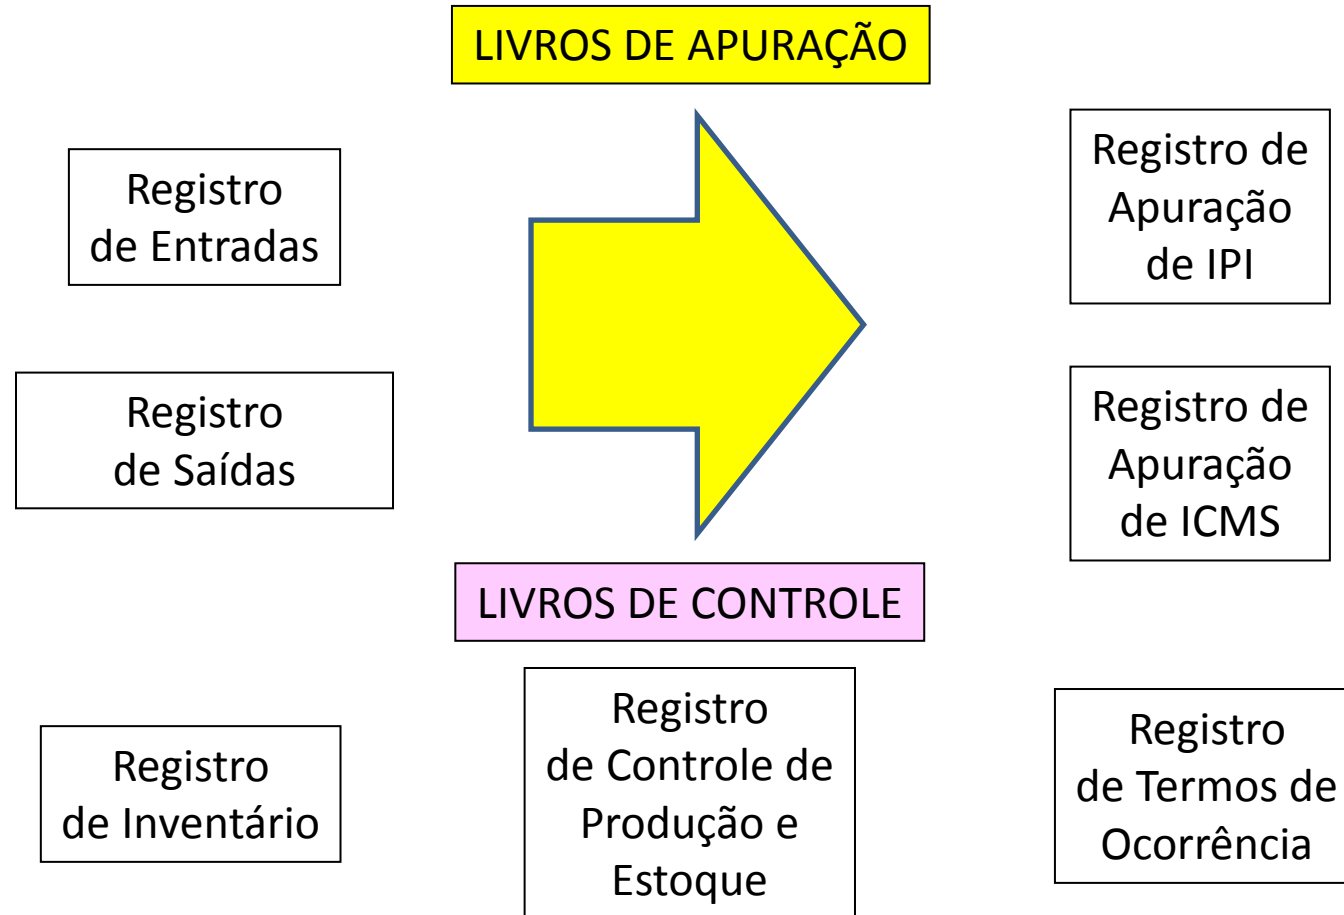 LIVROS DE APURAÇÃO
Registro
de Entradas
Registro de
Apuração
de IPI
Registro
de Saídas
Registro de
Apuração
de ICMS
LIVROS DE CONTROLE
Registro
de Inventário
Registro
de Controle de
Produção e
Estoque
Registro
de Termos de
Ocorrência